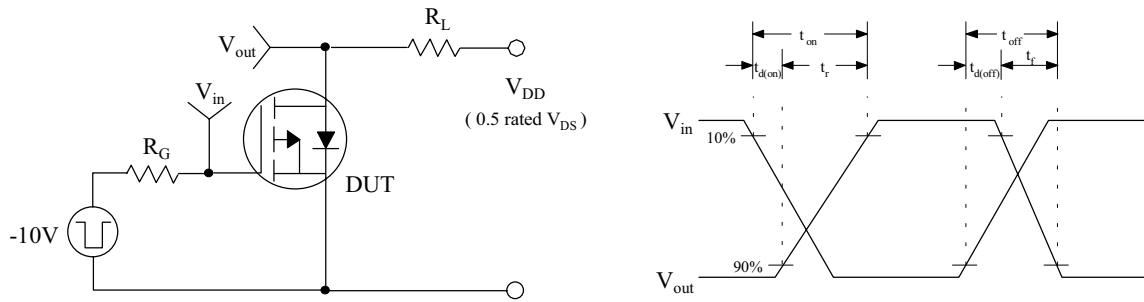 V_out
R_L
V_DD
( 0.5 rated V_DS )
V_in
R_G
DUT
-10V
t_on
t_off
t_d(on)
t_r
t_d(off)
t_f
V_in
10%
90%
V_out